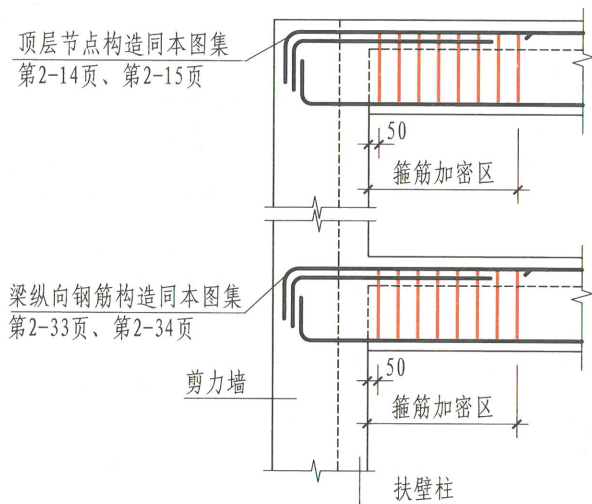 顶层节点构造同本图集
第2-14页、第2-15页
50
箍筋加密区
梁纵向钢筋构造同本图集
第2-33页、第2-34页
50
剪力墙
箍筋加密区
扶壁柱